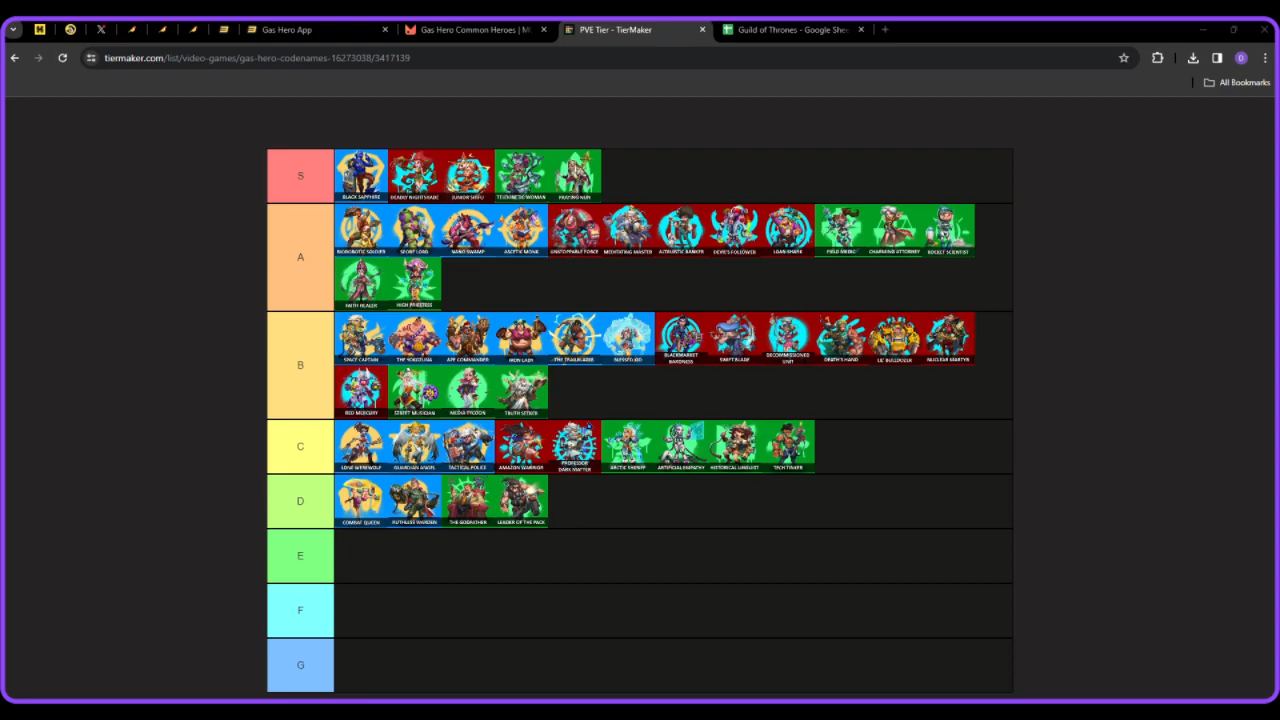 Gas Hero App
Gas Hero Common Heroes | M
PVE Tier - TierMaker
Guild of Thrones - Google She
tiermaker.com/list/video-games/gas-hero-codenames-16273038/3417139
All Bookmarks
S
BLACK SAPPHIRE
DEADLY NIGHTSHADE
JUNIOR SHIFU
TELEKINETIC WOMAN
PRAYING NUN
A
BIOROBOTIC SOLDIER
SPORE LORD
NANO SWAMP
ASCETIC MONK
UNSTOPPABLE FORCE
MEDITATING MASTER
ALTRUISTIC BANKER
DEVIL'S FOLLOWER
LOAN SHARK
FIELD MEDIC
CHARMING ATTORNEY
ROCKET SCIENTIST
FAITH HEALER
HIGH PRIESTESS
B
SPACE CAPTAIN
THE YOKOZUNA
APE COMMANDER
IRON LADY
THE TRAILBLAZER
BLESSED KID
BLACKMARKET
BARONESS
SWIFT BLADE
DECOMMISSIONED
UNIT
DEATH'S HAND
LIL' BULLDOZER
NUCLEAR MARTYR
RED MERCURY
STREET MUSICIAN
MEDIA TYCOON
TRUTH SEEKER
C
LONE WEREWOLF
GUARDIAN ANGEL
TACTICAL POLICE
AMAZON WARRIOR
PROFESSOR
DARK MATTER
ARCTIC SHERIFF
ARTIFICIAL EMPATHY
HISTORICAL LINGUIST
TECH TINKER
D
COMBAT QUEEN
RUTHLESS WARDEN
THE GODFATHER
LEADER OF THE PACK
E
F
G